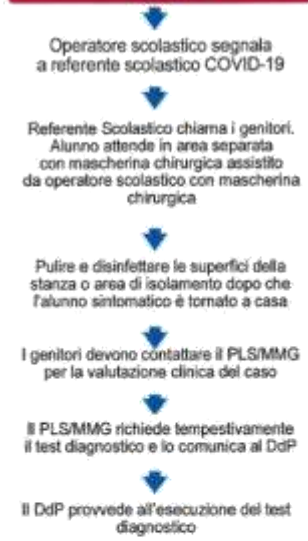 Operatore scolastico segnala
a referente scolastico COVID-19
Referente Scolastico chiama i genitori.
Alunno attende in area separata
con mascherina chirurgica assistito
da operatore scolastico con mascherina
chirurgica
Pulire e disinfettare le superfici della
stanza o area di isolamento dopo che
l'alunno sintomatico è tornato a casa
I genitori devono contattare il PLS/MMG
per la valutazione clinica del caso
Il PLS/MMG richiede tempestivamente
il test diagnostico e lo comunica al DdP
Il DdP provvede all'esecuzione del test
diagnostico